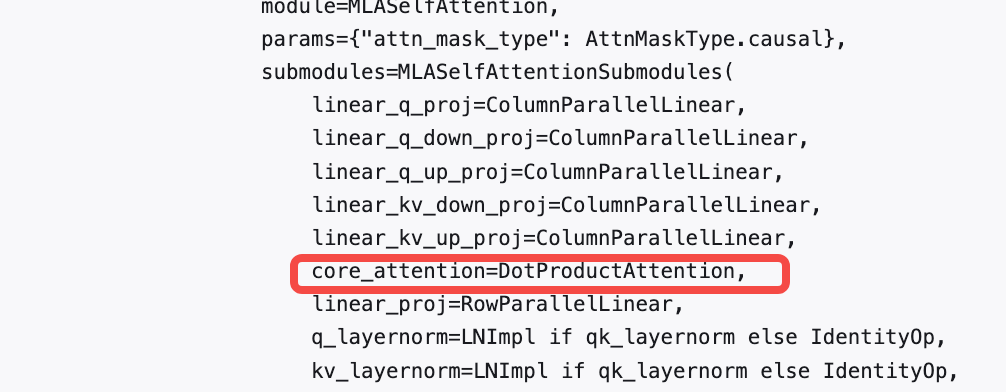 module=MLASelfAttention,
params={"attn_mask_type": AttnMaskType.causal},
submodules=MLASelfAttentionSubmodules(
linear_q_proj=ColumnParallelLinear,
linear_q_down_proj=ColumnParallelLinear,
linear_q_up_proj=ColumnParallelLinear,
linear_kv_down_proj=ColumnParallelLinear,
linear_kv_up_proj=ColumnParallelLinear,
core_attention=DotProductAttention,
linear_proj=RowParallelLinear,
q_layernorm=LNImpl if qk_layernorm else IdentityOp,
kv_layernorm=LNImpl if qk_layernorm else IdentityOp,